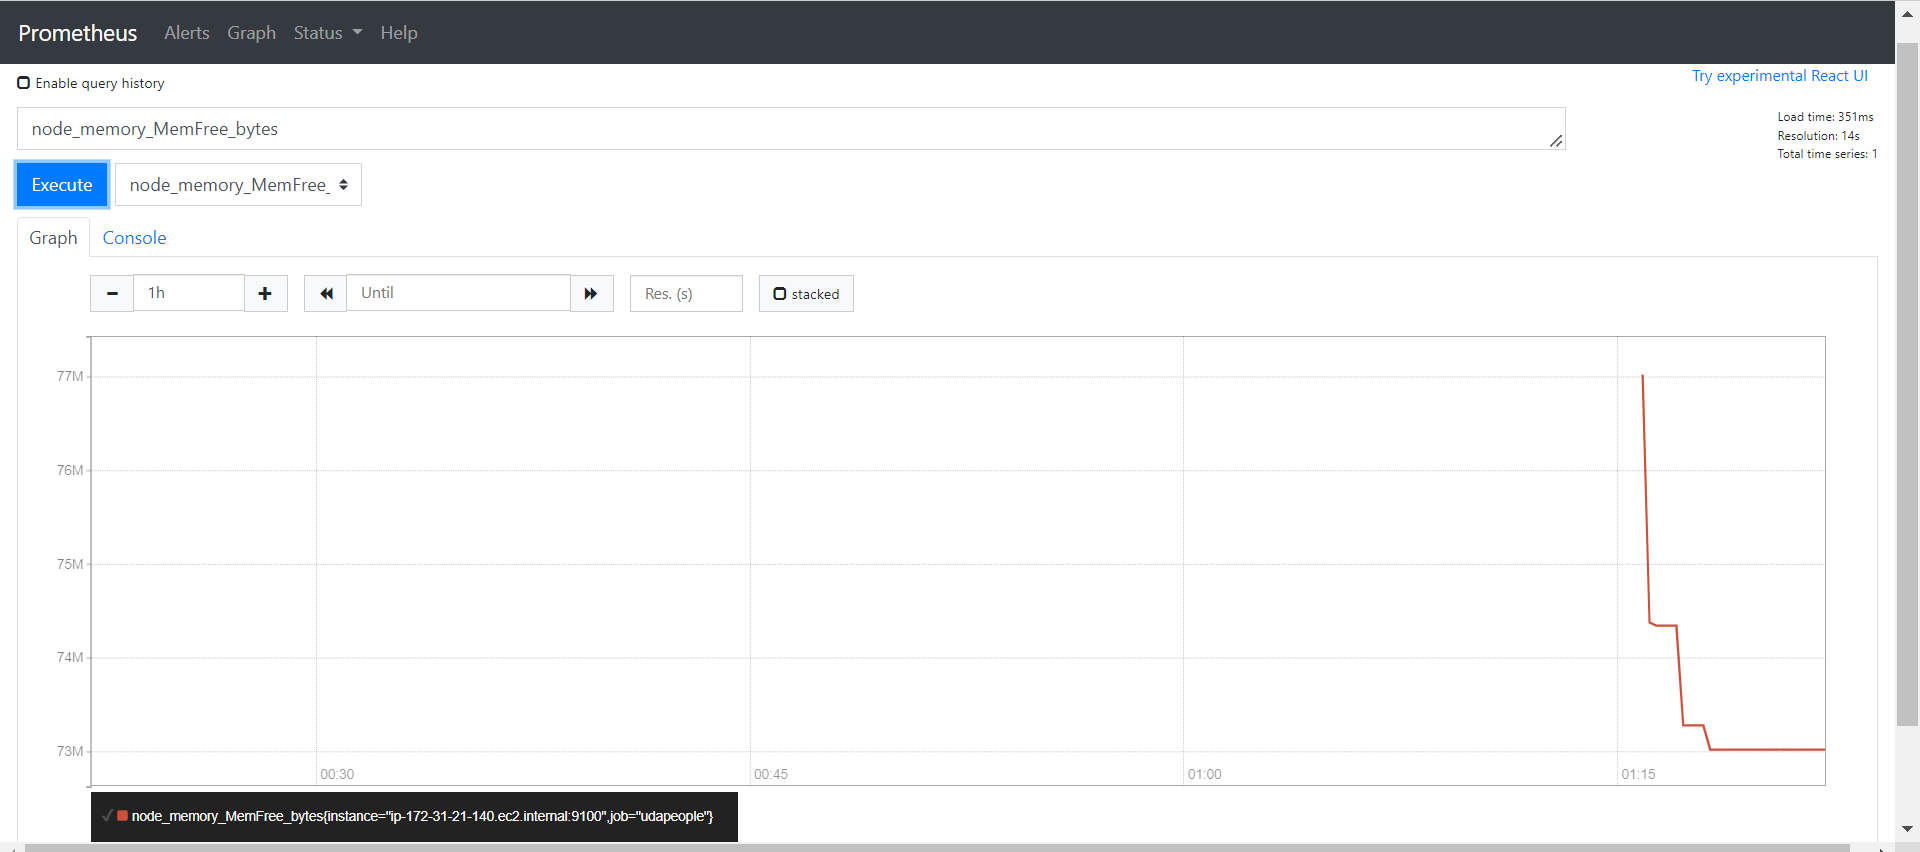 Prometheus Alerts Graph Status Help
Enable query history
Try experimental React UI
node_memory_MemFree_bytes
Load time: 351ms
Resolution: 14s
Total time series: 1
Execute node_memory_MemFree_
Graph Console
1h Until Res. (s) stacked
77M
76M
75M
74M
73M
00:30 00:45 01:00 01:15
node_memory_MemFree_bytes{instance="ip-172-31-21-140.ec2.internal:9100",job="udapeople"}